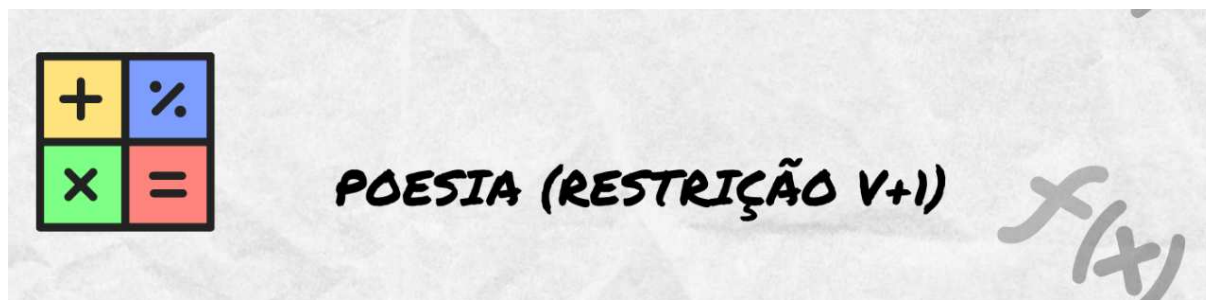 + %
× =
POESIA (RESTRIÇÃO V+1)
f(x)